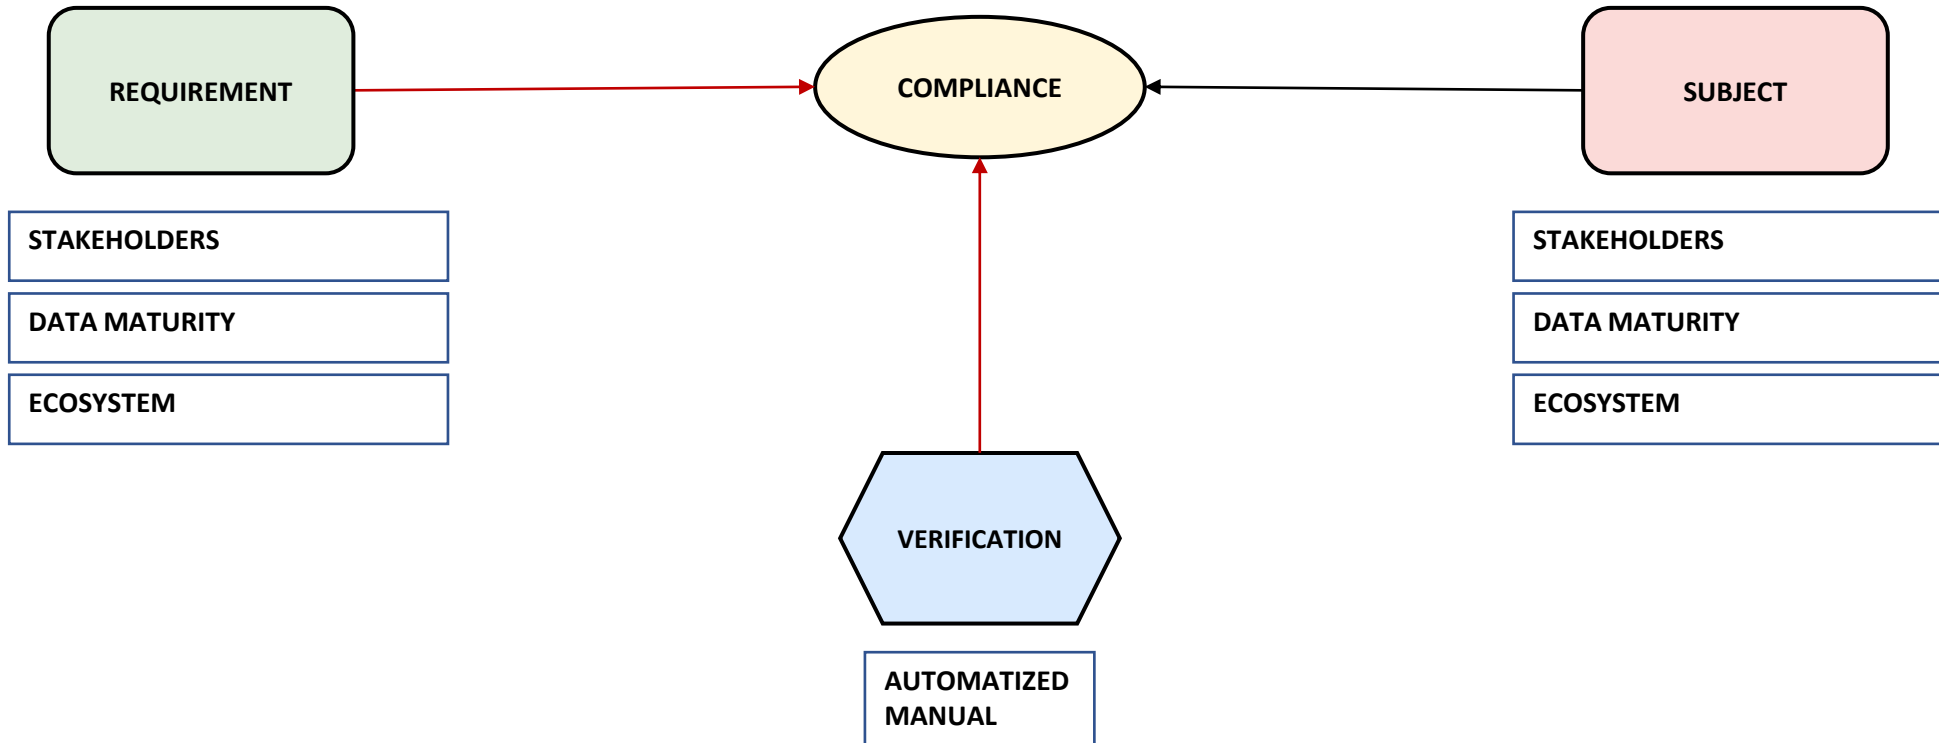 REQUIREMENT
COMPLIANCE
SUBJECT
STAKEHOLDERS
DATA MATURITY
ECOSYSTEM
STAKEHOLDERS
DATA MATURITY
ECOSYSTEM
VERIFICATION
AUTOMATIZED
MANUAL